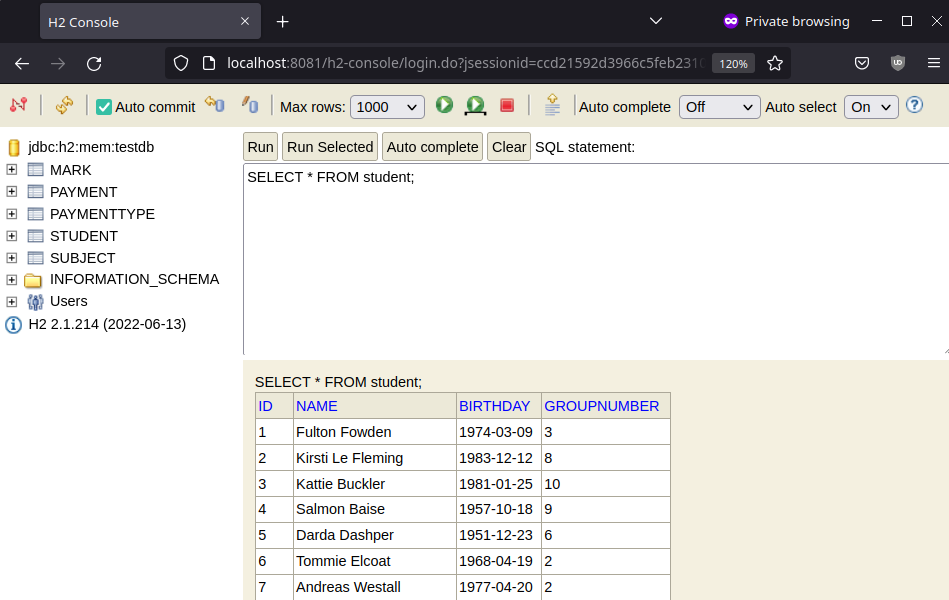 H2 Console
Private browsing
localhost:8081/h2-console/login.do?jsessionid=ccd21592d3966c5feb2310
120%
Auto commit
Max rows: 1000
Auto complete Off
Auto select On
jdbc:h2:mem:testdb
MARK
PAYMENT
PAYMENTTYPE
STUDENT
SUBJECT
INFORMATION_SCHEMA
Users
H2 2.1.214 (2022-06-13)
Run Run Selected Auto complete Clear SQL statement:
SELECT * FROM student;
SELECT * FROM student;
ID NAME BIRTHDAY GROUPNUMBER
1 Fulton Fowden 1974-03-09 3
2 Kirsti Le Fleming 1983-12-12 8
3 Kattie Buckler 1981-01-25 10
4 Salmon Baise 1957-10-18 9
5 Darda Dashper 1951-12-23 6
6 Tommie Elcoat 1968-04-19 2
7 Andreas Westall 1977-04-20 2